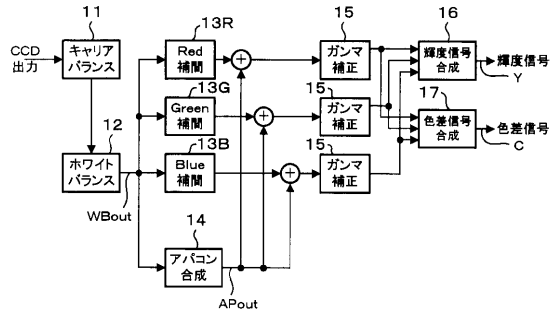 11
キャリア
バランス
CCD
出力
12
ホワイト
バランス
WBout
13R
Red
補間
13G
Green
補間
13B
Blue
補間
14
アパコン
合成
APout
15
ガンマ
補正
15
ガンマ
補正
15
ガンマ
補正
16
輝度信号
合成
輝度信号
Y
17
色差信号
合成
色差信号
C